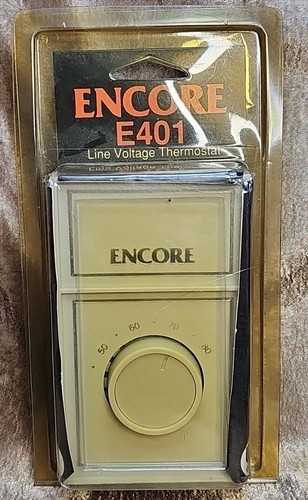 ENCORE
E401
Line Voltage Thermostat
ENCORE
50 60 70 80